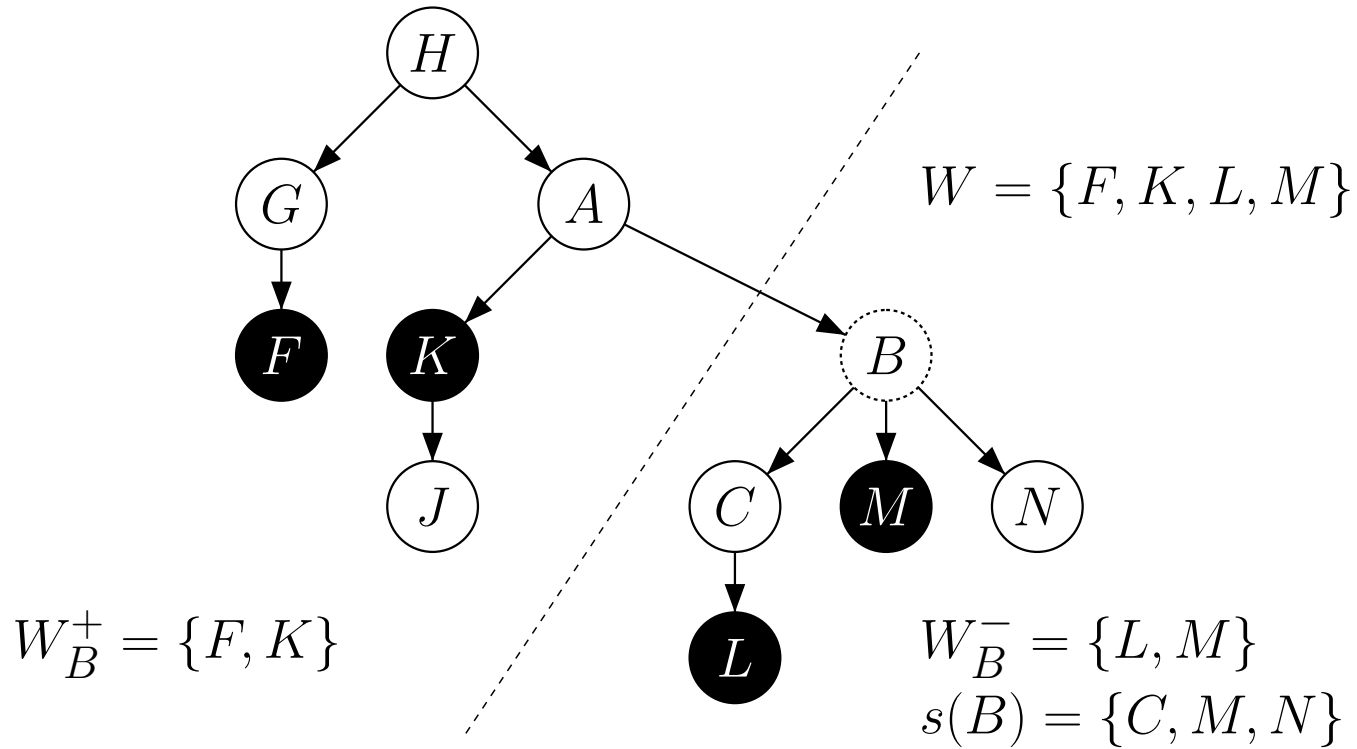 H
G A
W = {F, K, L, M}
F K B
J C M N
W_B^+ = {F, K}
L
W_B^- = {L, M}
s(B) = {C, M, N}